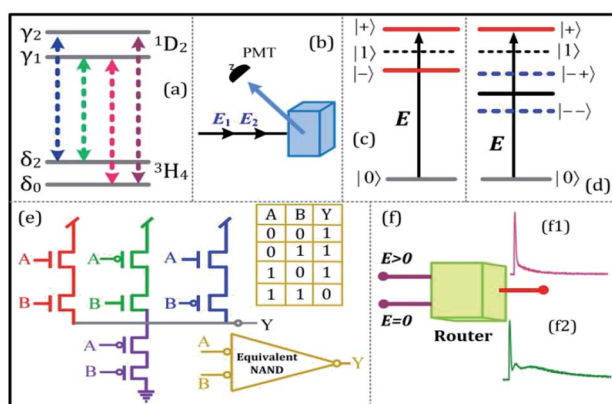 γ2
γ1
δ2
δ0
¹D2
³H4
(a)
(b)
PMT
E1 E2
|+⟩
|1⟩
|-⟩
E
|0⟩
(c)
|+⟩
|1⟩
|-+⟩
|--⟩
E
|0⟩
(d)
(e)
A
B
A
B
A
B
A
B
Y
A B Y
0 0 1
0 1 1
1 0 1
1 1 0
A
B
Equivalent
NAND
Y
(f)
(f1)
E>0
E=0
Router
(f2)